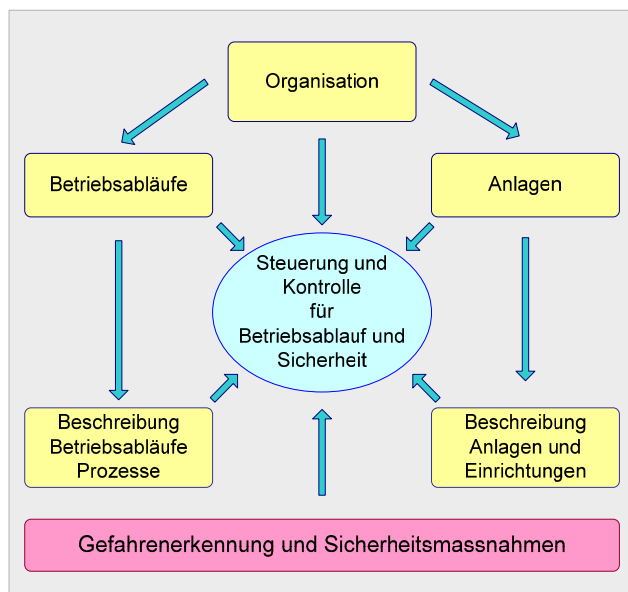 Organisation
Betriebsabläufe
Anlagen
Steuerung und
Kontrolle
für
Betriebsablauf und
Sicherheit
Beschreibung
Betriebsabläufe
Prozesse
Beschreibung
Anlagen und
Einrichtungen
Gefahrenerkennung und Sicherheitsmassnahmen